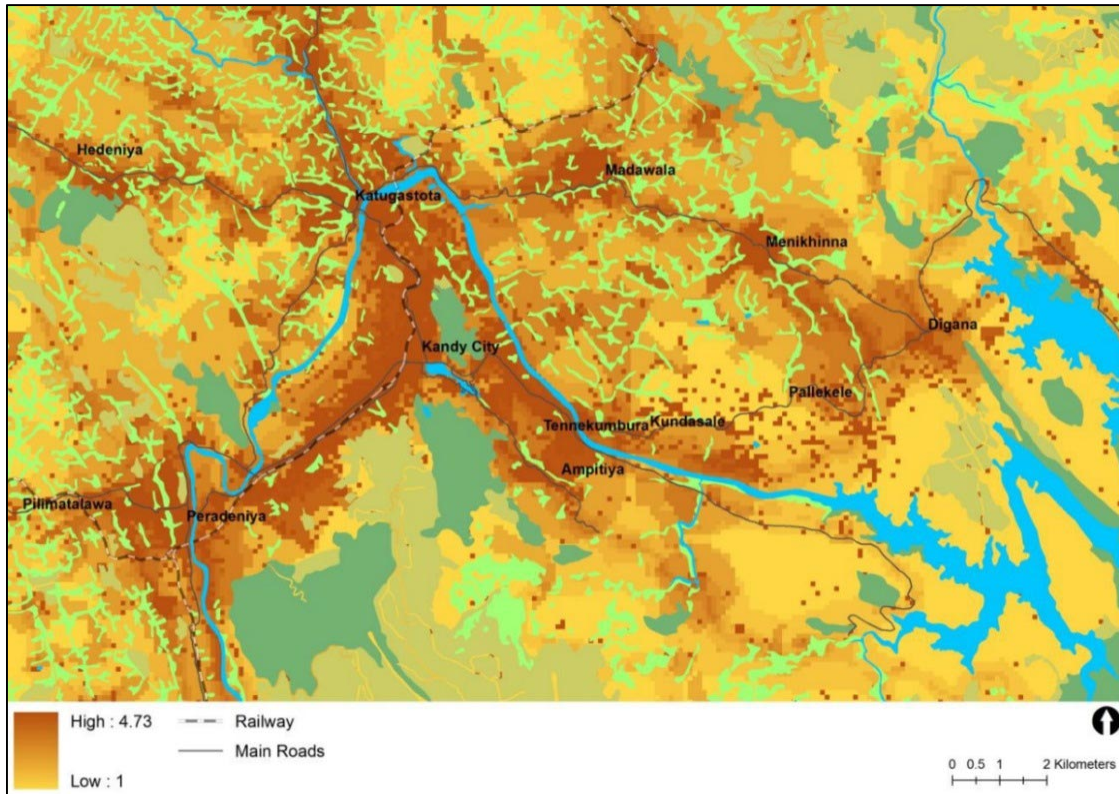 Hedeniya
Madawala
Katugastota
Menikhinna
Digana
Kandy City
Pallekele
Tennekumbura
Kundasale
Ampitiya
Pilimatalawa
Peradeniya
High : 4.73
Railway
Main Roads
Low : 1
0 0.5 1 2 Kilometers